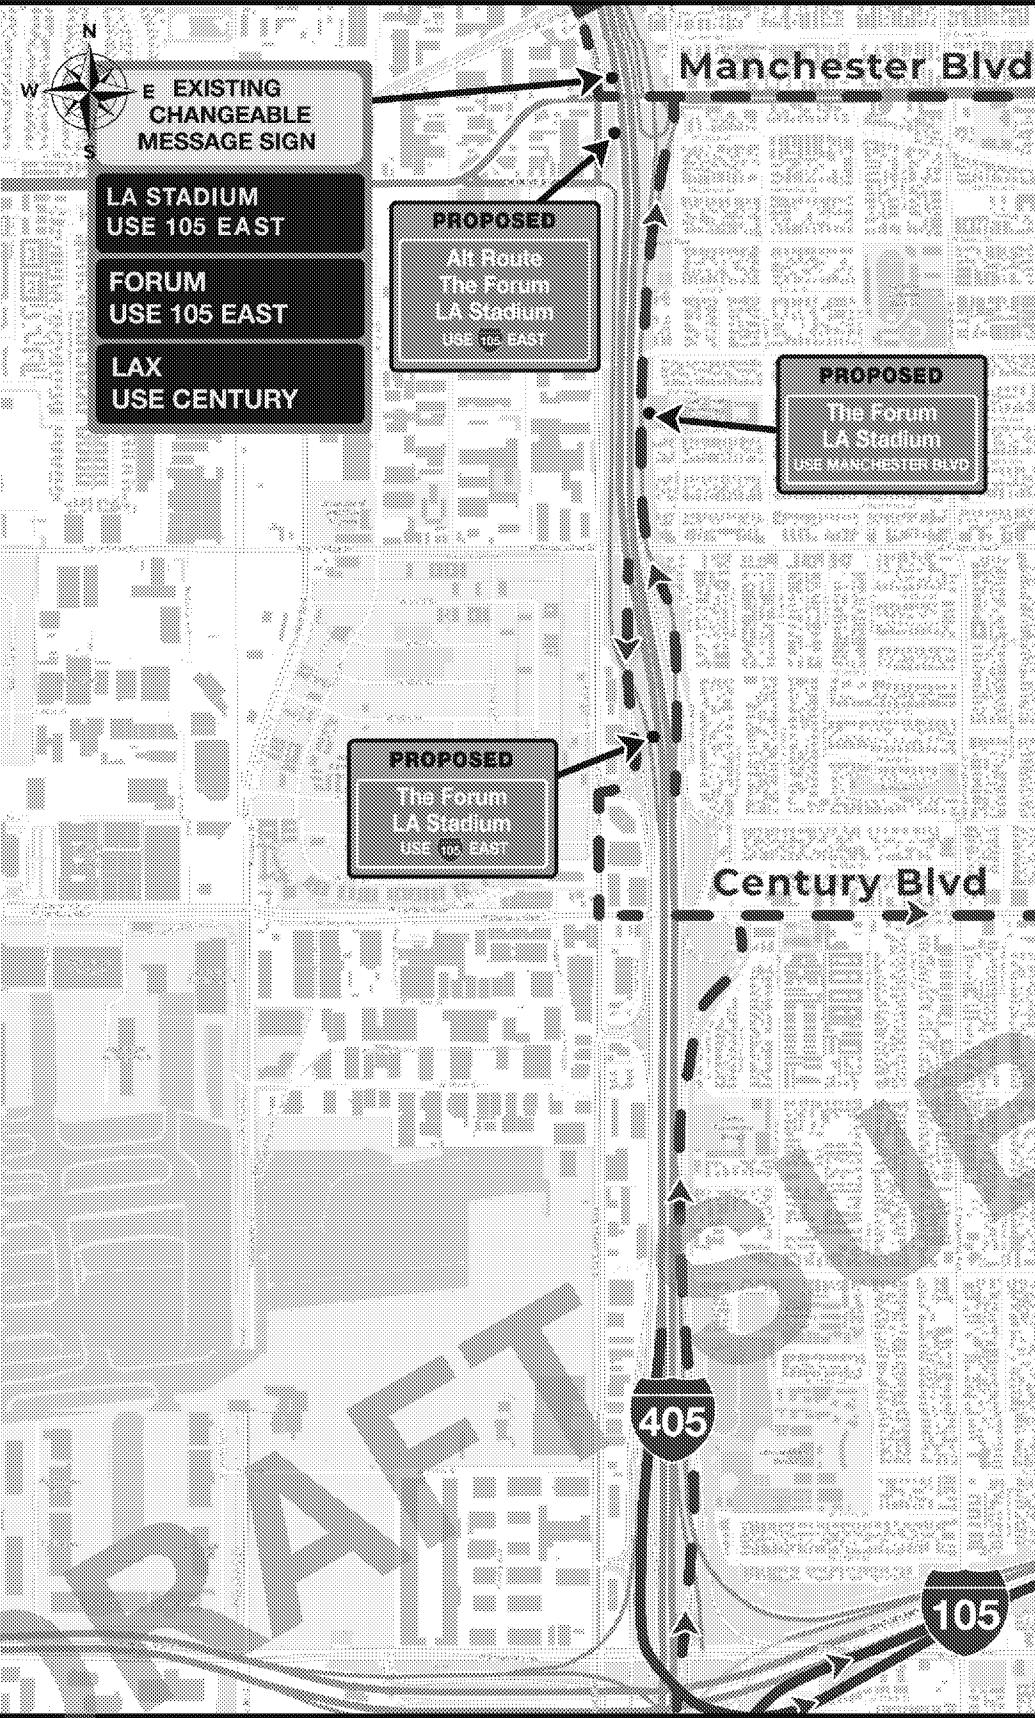 N
W
E
S
Manchester Blvd
EXISTING
CHANGEABLE
MESSAGE SIGN
LA STADIUM
USE 105 EAST
FORUM
USE 105 EAST
LAX
USE CENTURY
PROPOSED
Alt Route
The Forum
LA Stadium
USE 105 EAST
PROPOSED
The Forum
LA Stadium
USE MANCHESTER BLVD
PROPOSED
The Forum
LA Stadium
USE 105 EAST
Century Blvd
405
105
DRAFT